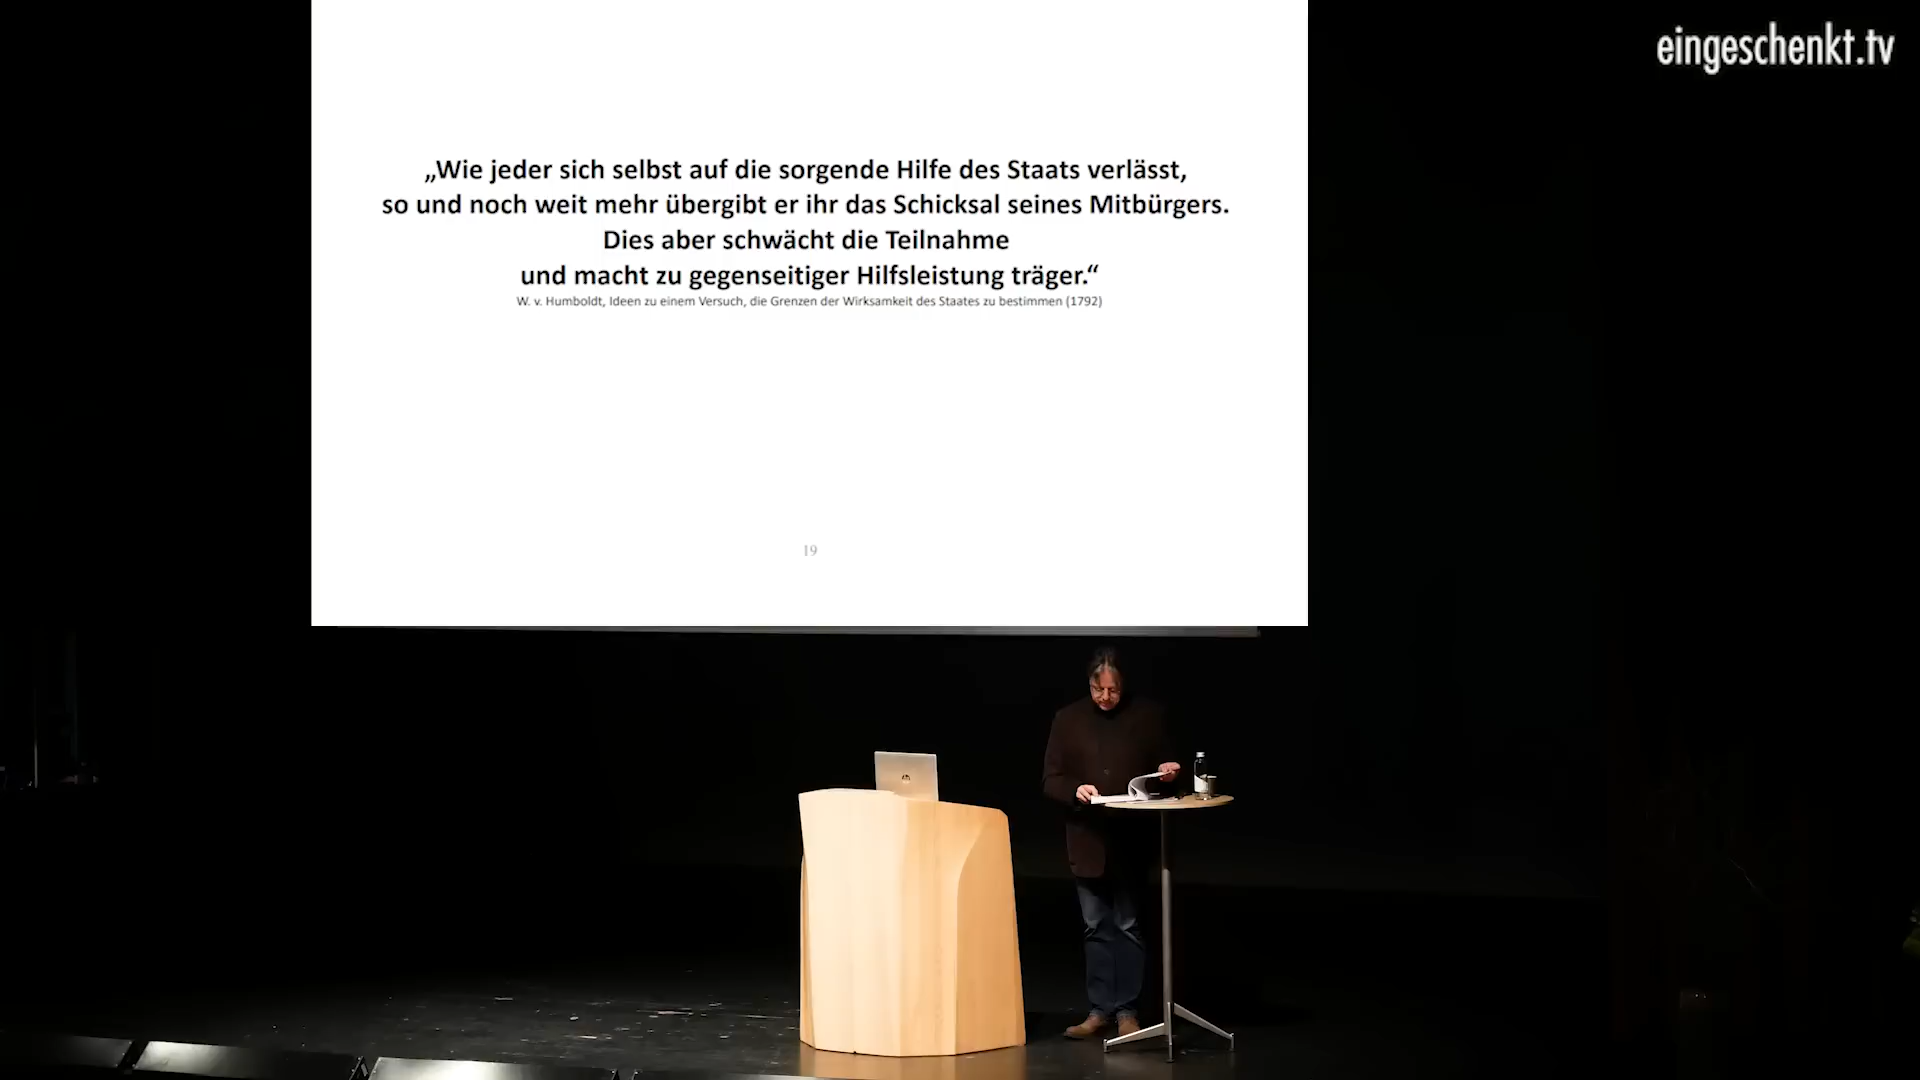 eingeschenkt.tv
„Wie jeder sich selbst auf die sorgende Hilfe des Staats verlässt,
so und noch weit mehr übergibt er ihr das Schicksal seines Mitbürgers.
Dies aber schwächt die Teilnahme
und macht zu gegenseitiger Hilfsleistung träger.“
W. v. Humboldt, Ideen zu einem Versuch, die Grenzen der Wirksamkeit des Staates zu bestimmen (1792)
19